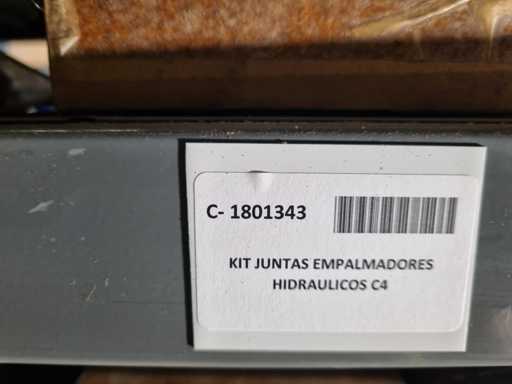 C- 1801343
KIT JUNTAS EMPALMADORES
HIDRAULICOS C4